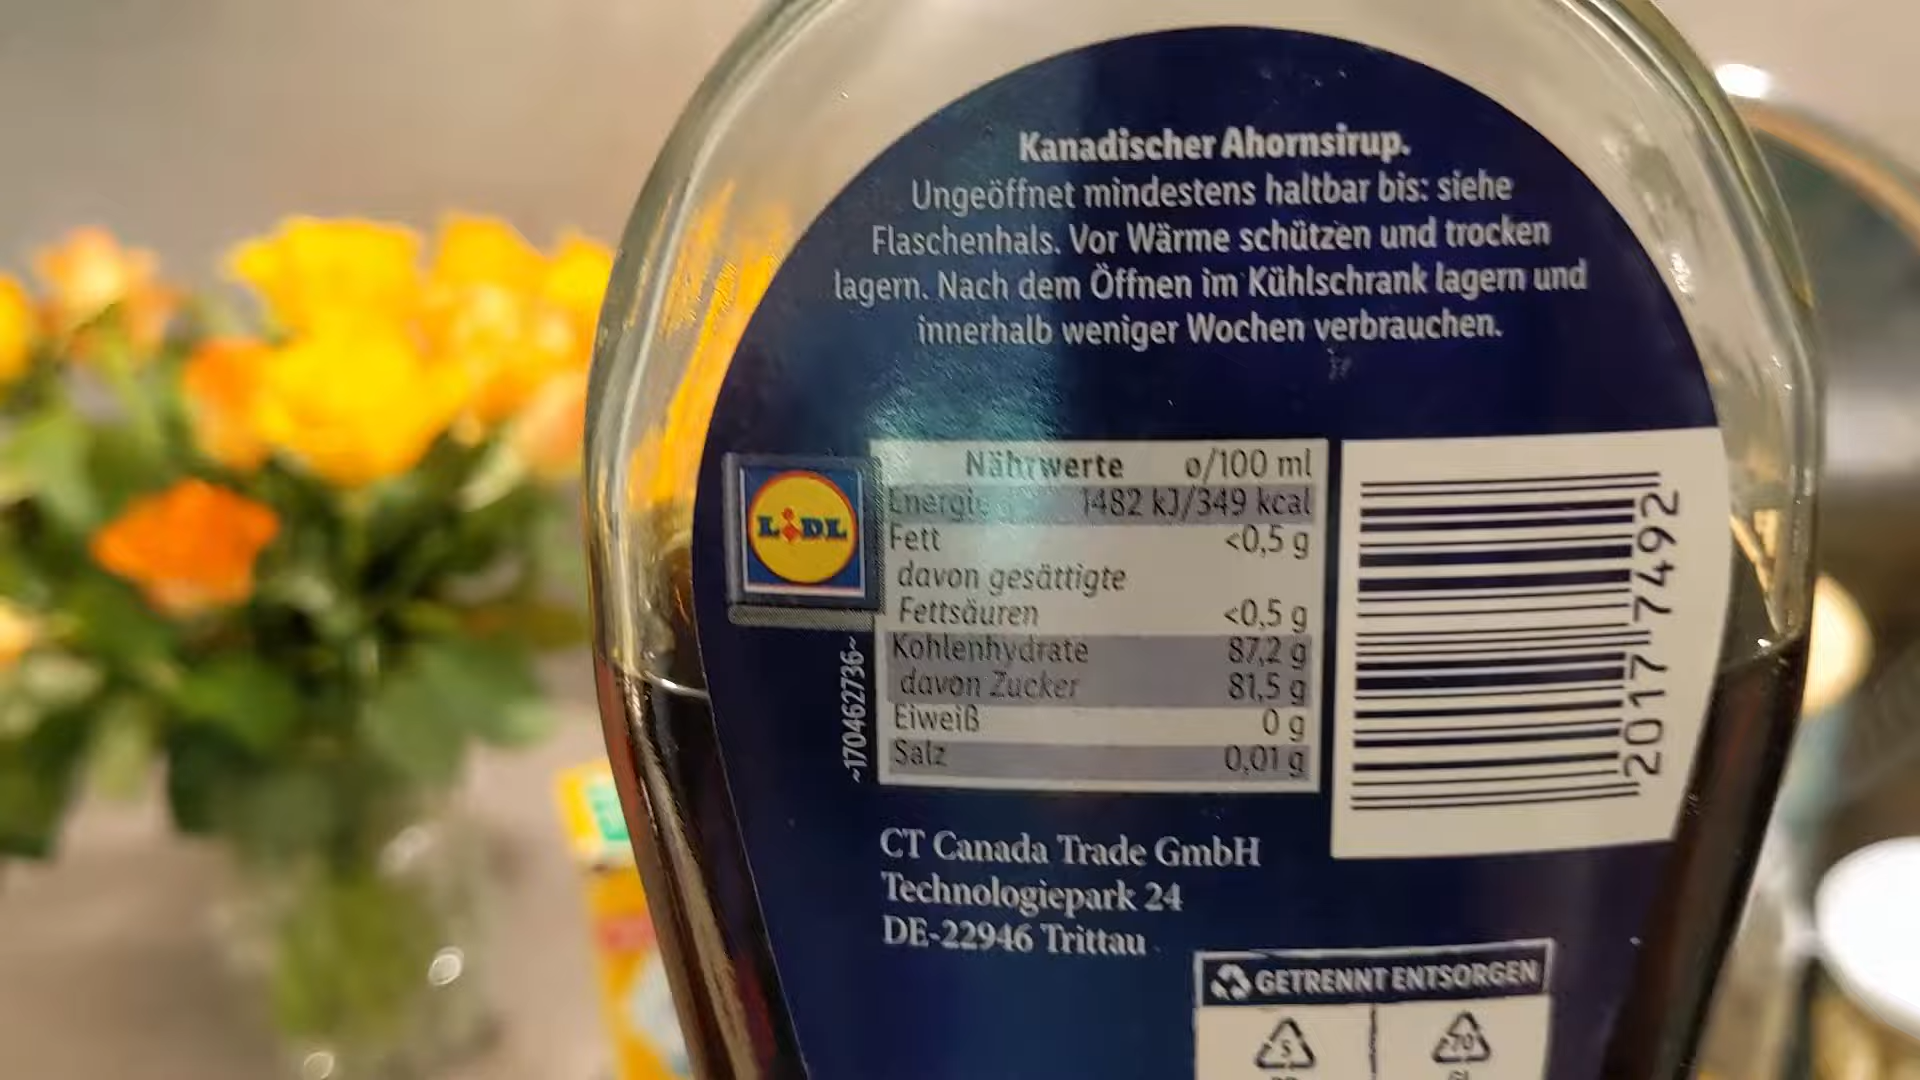 Kanadischer Ahornsirup.
Ungeöffnet mindestens haltbar bis: siehe
Flaschenhals. Vor Wärme schützen und trocken
lagern. Nach dem Öffnen im Kühlschrank lagern und
innerhalb weniger Wochen verbrauchen.
LIDL
Nährwerte ø/100 ml
Energie 1482 kJ/349 kcal
Fett <0,5 g
davon gesättigte
Fettsäuren <0,5 g
Kohlenhydrate 87,2 g
davon Zucker 81,5 g
Eiweiß 0 g
Salz 0,01 g
~170462736~
2017 7492
CT Canada Trade GmbH
Technologiepark 24
DE-22946 Trittau
GETRENNT ENTSORGEN
5 70